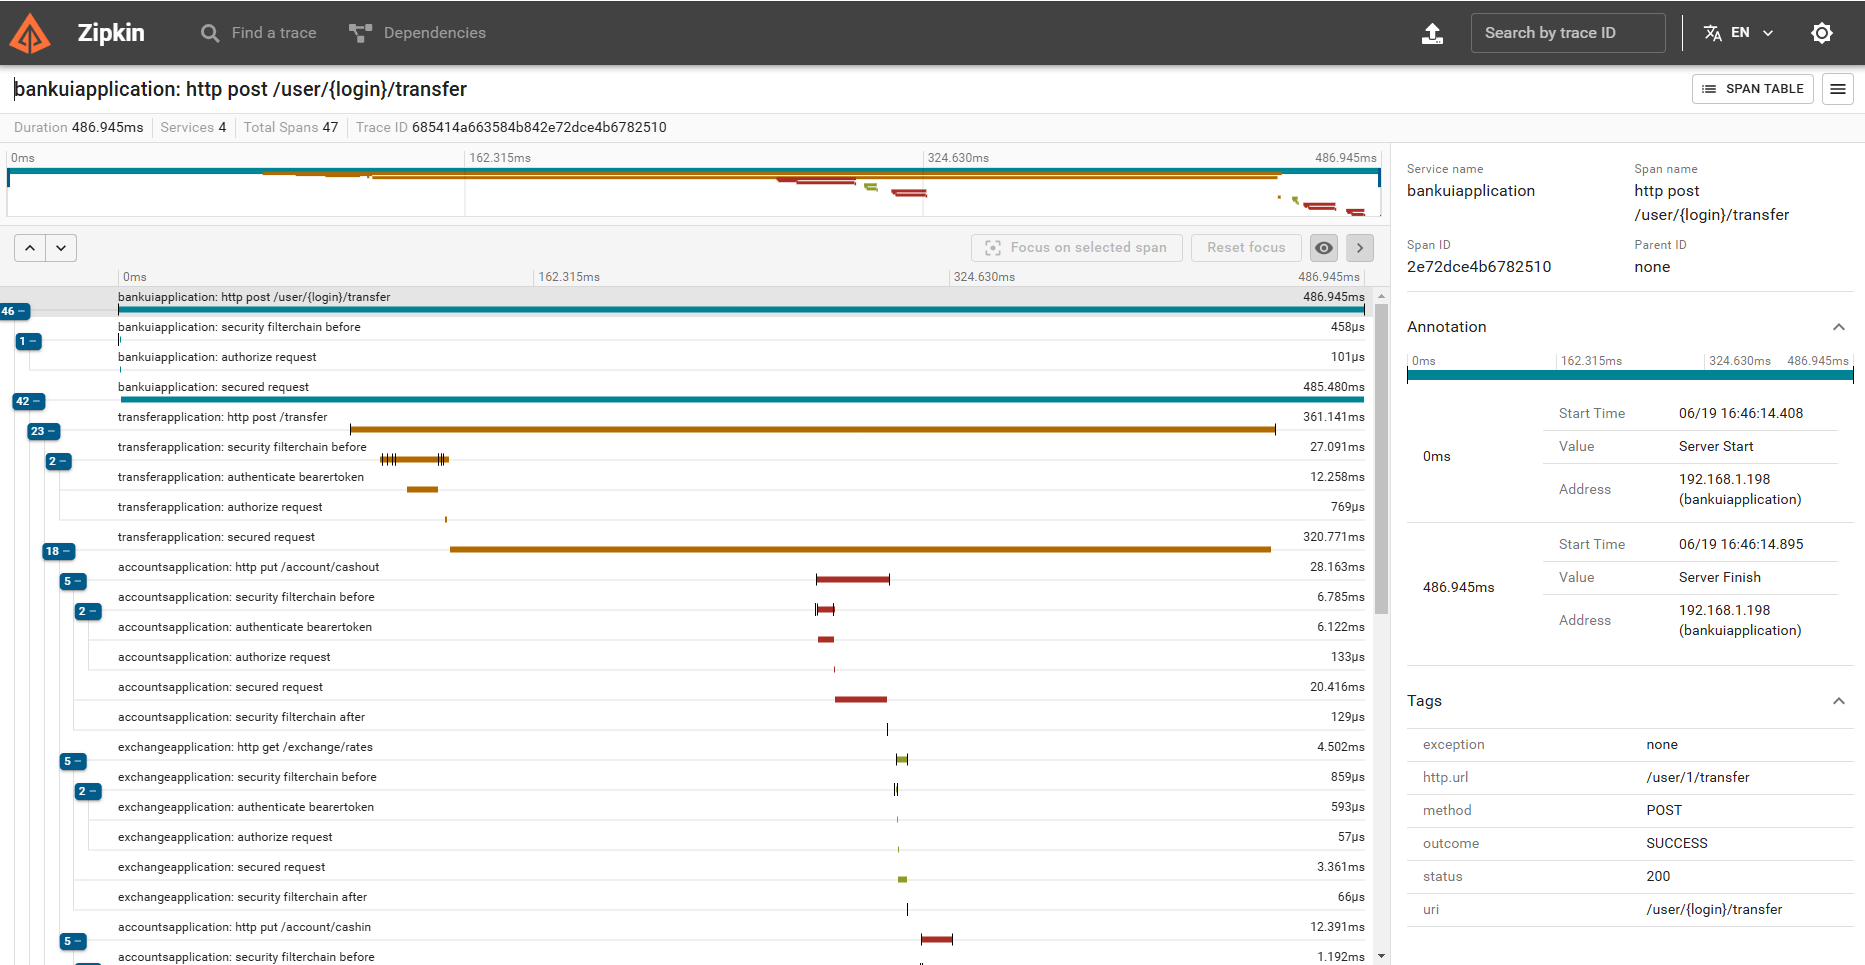 Zipkin
Find a trace
Dependencies
Search by trace ID
EN
bankuiapplication: http post /user/{login}/transfer
SPAN TABLE
Duration 486.945ms Services 4 Total Spans 47 Trace ID 685414a663584b842e72dce4b6782510
0ms 162.315ms 324.630ms 486.945ms
Focus on selected span
Reset focus
0ms 162.315ms 324.630ms 486.945ms
bankuiapplication: http post /user/{login}/transfer 486.945ms
46 −
bankuiapplication: security filterchain before 458µs
1 −
bankuiapplication: authorize request 101µs
bankuiapplication: secured request 485.480ms
42 −
transferapplication: http post /transfer 361.141ms
23 −
transferapplication: security filterchain before 27.091ms
2 −
transferapplication: authenticate bearertoken 12.258ms
transferapplication: authorize request 769µs
transferapplication: secured request 320.771ms
18 −
accountsapplication: http put /account/cashout 28.163ms
5 −
accountsapplication: security filterchain before 6.785ms
2 −
accountsapplication: authenticate bearertoken 6.122ms
accountsapplication: authorize request 133µs
accountsapplication: secured request 20.416ms
accountsapplication: security filterchain after 129µs
exchangeapplication: http get /exchange/rates 4.502ms
5 −
exchangeapplication: security filterchain before 859µs
2 −
exchangeapplication: authenticate bearertoken 593µs
exchangeapplication: authorize request 57µs
exchangeapplication: secured request 3.361ms
exchangeapplication: security filterchain after 66µs
accountsapplication: http put /account/cashin 12.391ms
5 −
accountsapplication: security filterchain before 1.192ms
Service name
bankuiapplication
Span name
http post
/user/{login}/transfer
Span ID
2e72dce4b6782510
Parent ID
none
Annotation
0ms 162.315ms 324.630ms 486.945ms
0ms
Start Time 06/19 16:46:14.408
Value Server Start
Address 192.168.1.198
(bankuiapplication)
486.945ms
Start Time 06/19 16:46:14.895
Value Server Finish
Address 192.168.1.198
(bankuiapplication)
Tags
exception none
http.url /user/1/transfer
method POST
outcome SUCCESS
status 200
uri /user/{login}/transfer